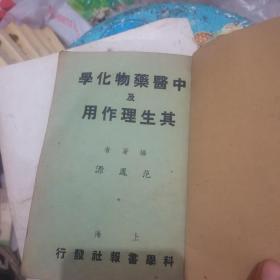 中醫藥物化學
及
其生理作用
編著者
范鳳源
上海
科學書報社發行